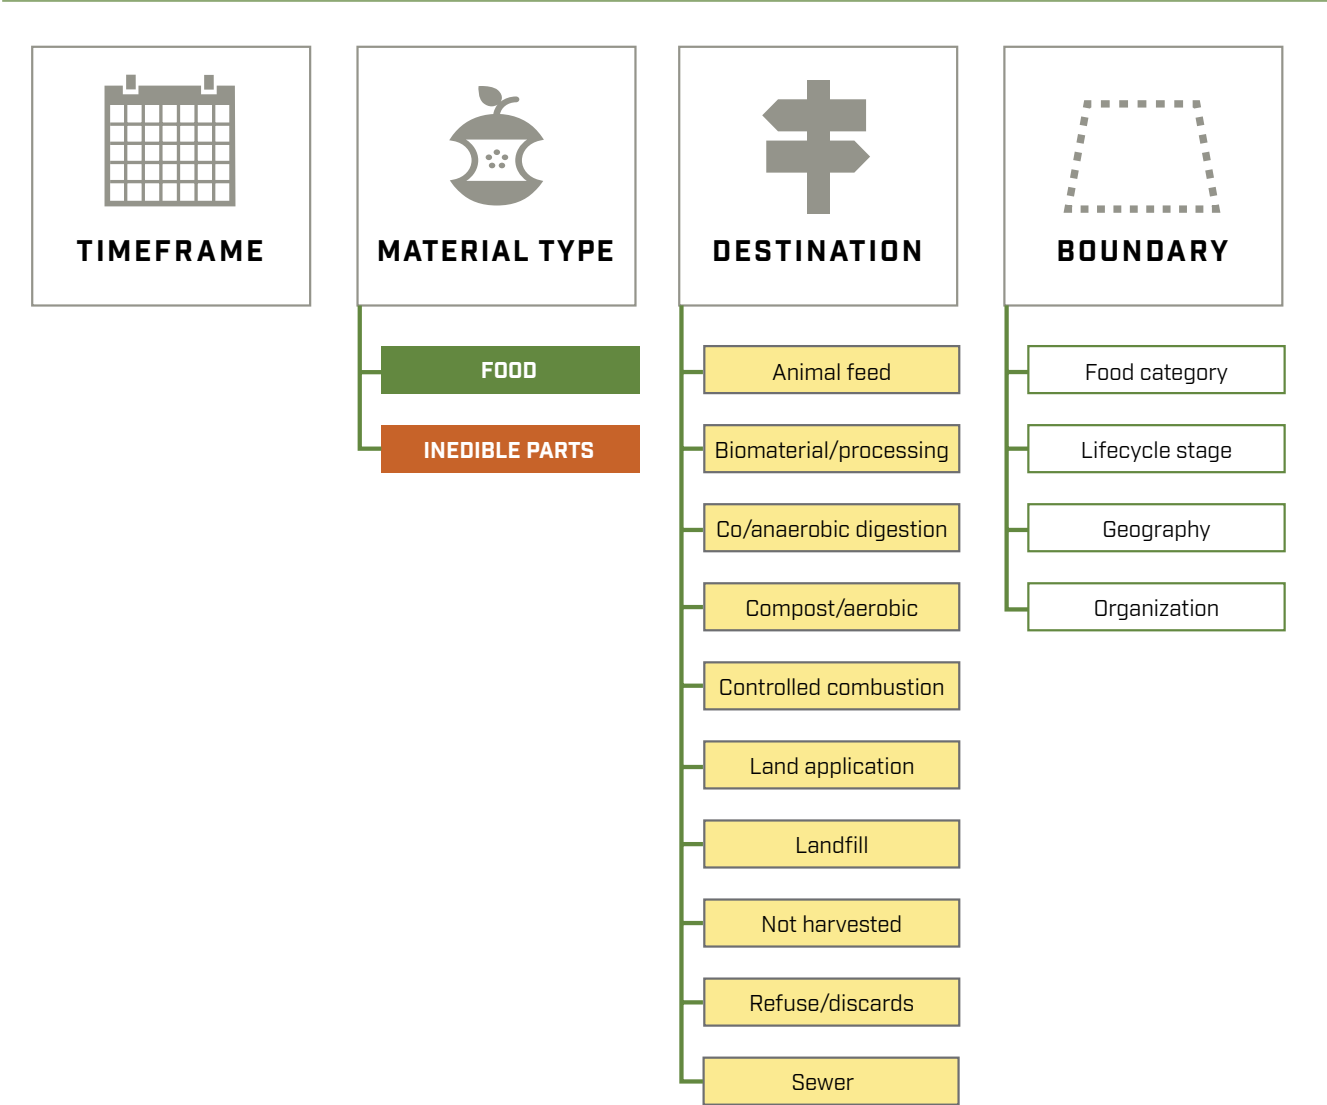 TIMEFRAME
MATERIAL TYPE
FOOD
INEDIBLE PARTS
DESTINATION
Animal feed
Biomaterial/processing
Co/anaerobic digestion
Compost/aerobic
Controlled combustion
Land application
Landfill
Not harvested
Refuse/discards
Sewer
BOUNDARY
Food category
Lifecycle stage
Geography
Organization